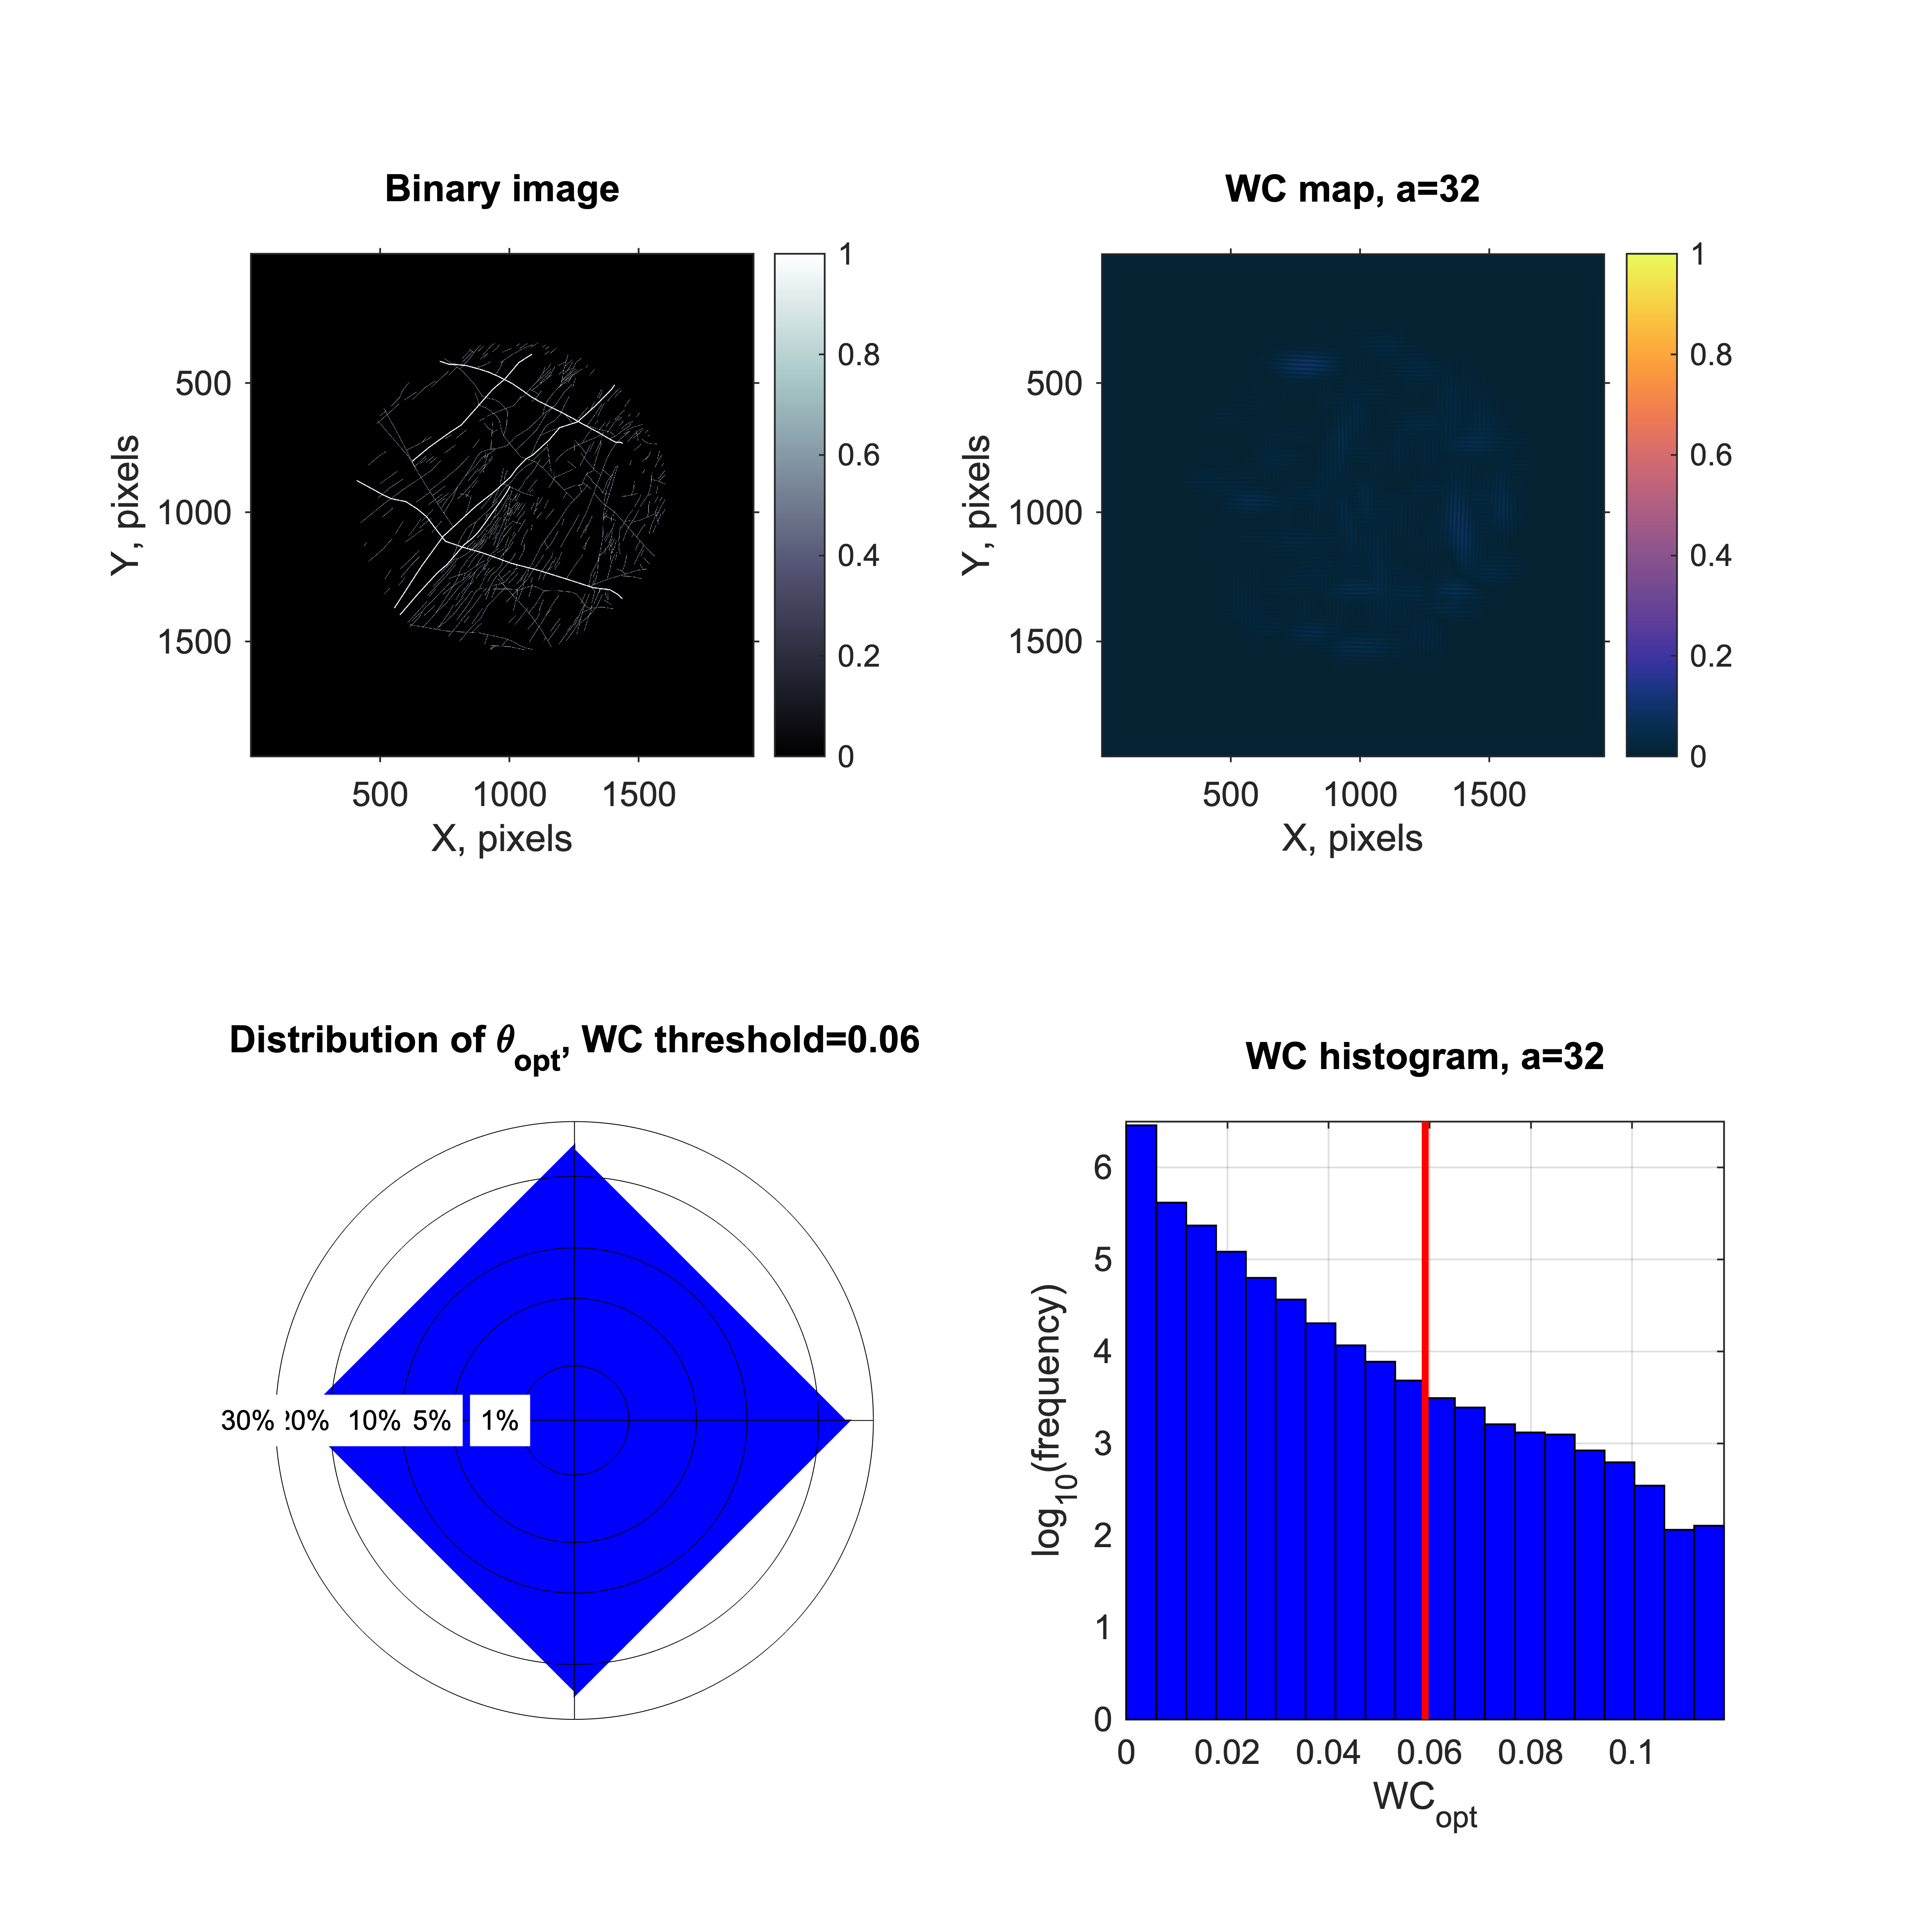 Binary image
1
0.8
0.6
0.4
0.2
0
500
1000
1500
Y, pixels
500 1000 1500
X, pixels
WC map, a=32
1
0.8
0.6
0.4
0.2
0
500
1000
1500
Y, pixels
500 1000 1500
X, pixels
Distribution of θopt, WC threshold=0.06
30% 20% 10% 5% 1%
WC histogram, a=32
6
5
4
3
2
1
0
log10(frequency)
0 0.02 0.04 0.06 0.08 0.1
WCopt